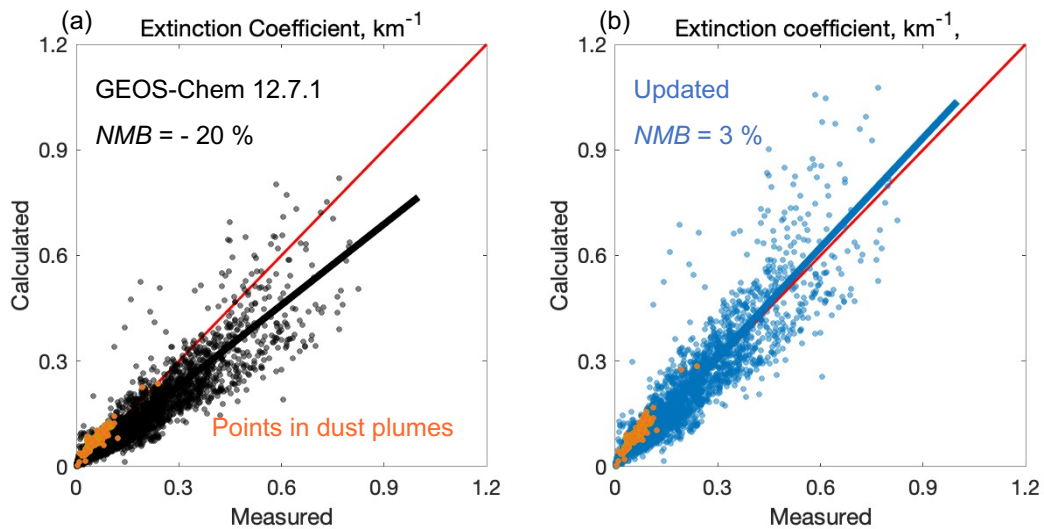 (a)
Extinction Coefficient, km⁻¹
1.2
0.9
0.6
0.3
0
Calculated
GEOS-Chem 12.7.1
NMB = - 20 %
Points in dust plumes
0 0.3 0.6 0.9 1.2
Measured
(b)
Extinction coefficient, km⁻¹,
1.2
0.9
0.6
0.3
0
Calculated
Updated
NMB = 3 %
0 0.3 0.6 0.9 1.2
Measured